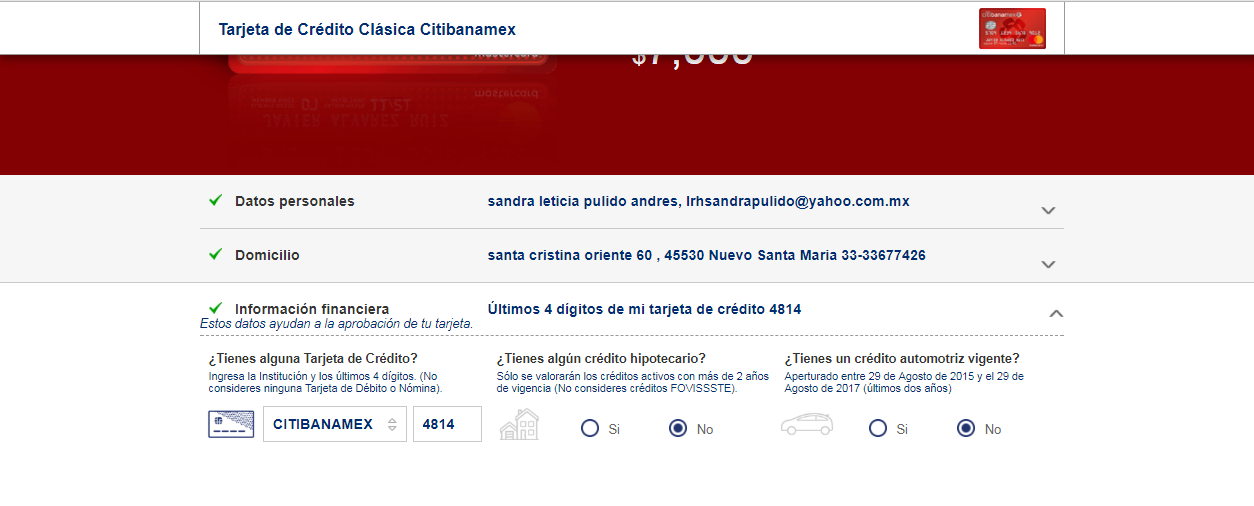 Tarjeta de Crédito Clásica Citibanamex
citibanamex
mastercard
JAVIER ALVAREZ RUIZ
Datos personales sandra leticia pulido andres, lrhsandrapulido@yahoo.com.mx
Domicilio santa cristina oriente 60 , 45530 Nuevo Santa Maria 33-33677426
Información financiera Últimos 4 dígitos de mi tarjeta de crédito 4814
Estos datos ayudan a la aprobación de tu tarjeta.
¿Tienes alguna Tarjeta de Crédito?
Ingresa la Institución y los últimos 4 dígitos. (No
consideres ninguna Tarjeta de Débito o Nómina).
CITIBANAMEX 4814
¿Tienes algún crédito hipotecario?
Sólo se valorarán los créditos activos con más de 2 años
de vigencia (No consideres créditos FOVISSSTE).
Si No
¿Tienes un crédito automotriz vigente?
Aperturado entre 29 de Agosto de 2015 y el 29 de
Agosto de 2017 (últimos dos años)
Si No